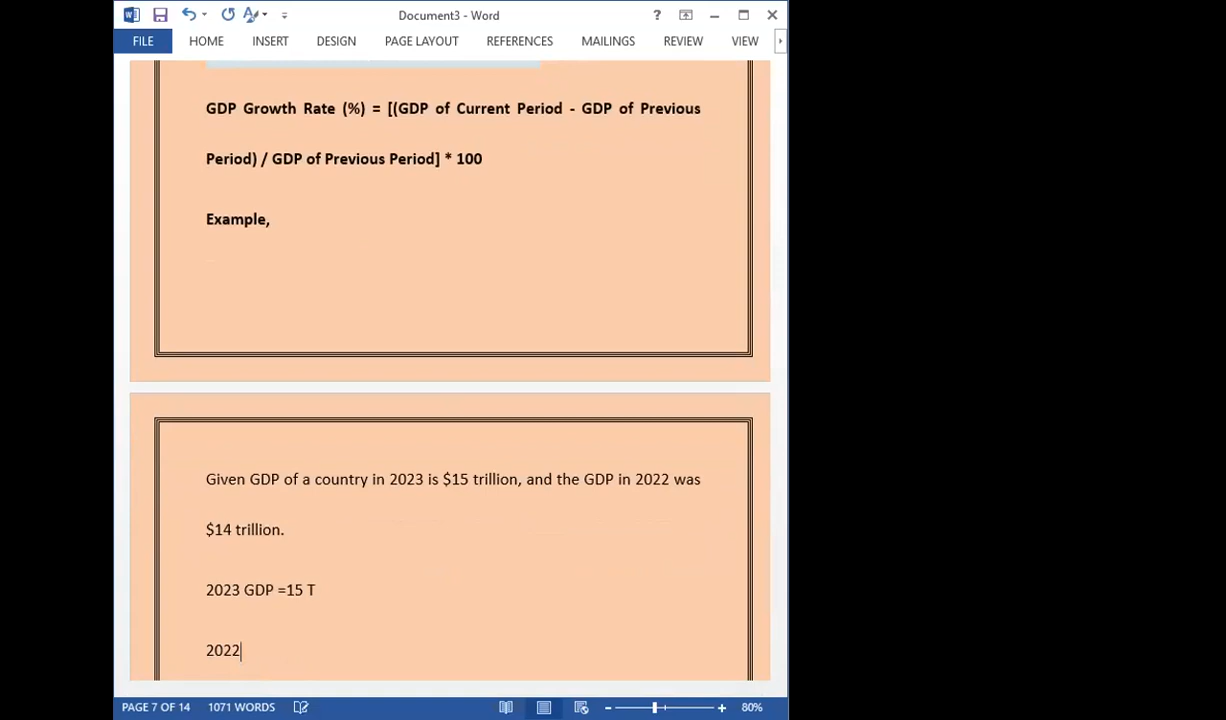 Document3 - Word
?
FILE HOME INSERT DESIGN PAGE LAYOUT REFERENCES MAILINGS REVIEW VIEW
GDP Growth Rate (%) = [(GDP of Current Period - GDP of Previous
Period) / GDP of Previous Period] * 100
Example,
Given GDP of a country in 2023 is $15 trillion, and the GDP in 2022 was
$14 trillion.
2023 GDP =15 T
2022
PAGE 7 OF 14 1071 WORDS 80%